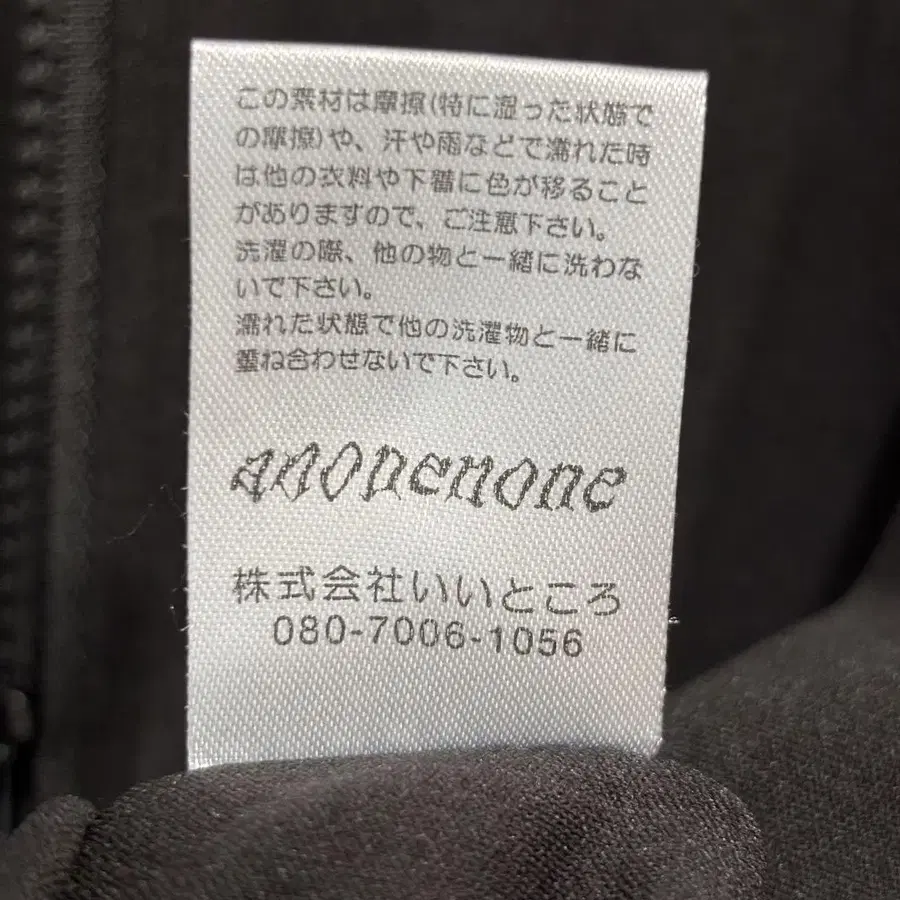 この素材は摩擦(特に湿った状態で
の摩擦)や、汗や雨などで濡れた時
は他の衣料や下着に色が移ること
がありますので、ご注意下さい。
洗濯の際、他の物と一緒に洗わな
いで下さい。
濡れた状態で他の洗濯物と一緒に
重ね合わせないで下さい。
anonenone
株式会社いいところ
080-7006-1056